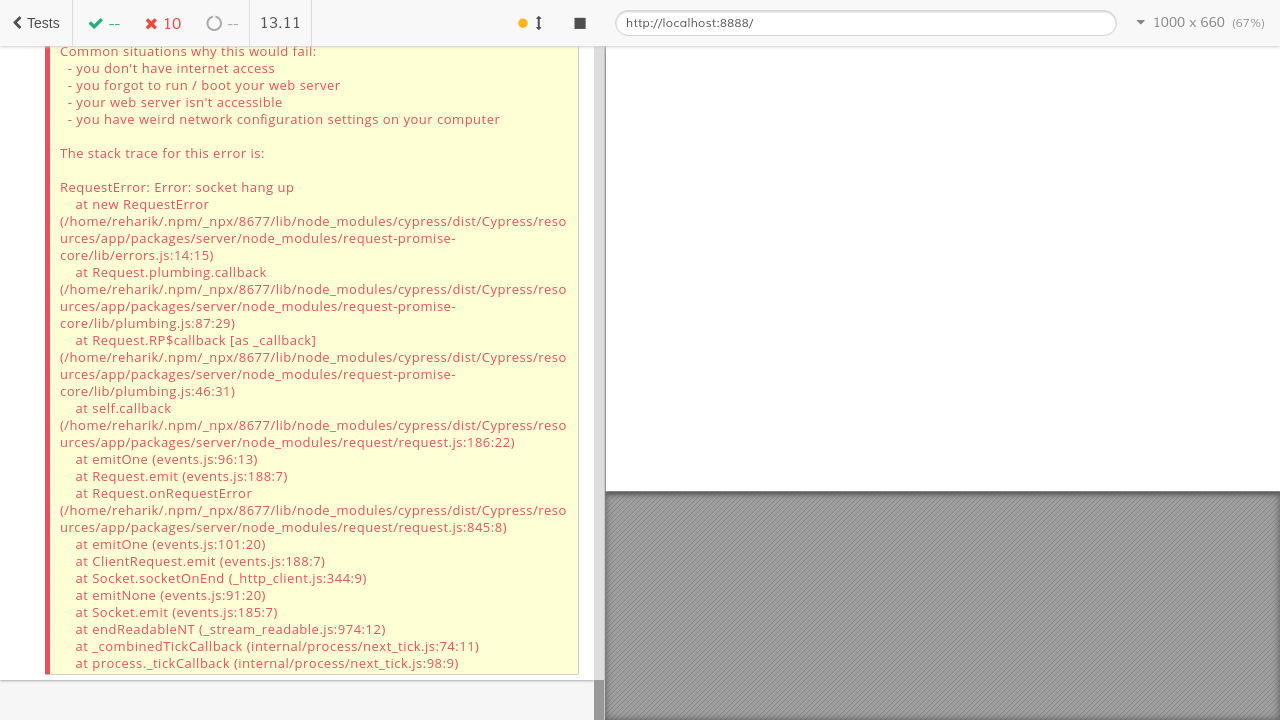 Tests
--
10
--
13.11
http://localhost:8888/
1000 x 660 (67%)
Common situations why this would fail:
- you don't have internet access
- you forgot to run / boot your web server
- your web server isn't accessible
- you have weird network configuration settings on your computer
The stack trace for this error is:
RequestError: Error: socket hang up
at new RequestError
(/home/reharik/.npm/_npx/8677/lib/node_modules/cypress/dist/Cypress/reso
urces/app/packages/server/node_modules/request-promise-
core/lib/errors.js:14:15)
at Request.plumbing.callback
(/home/reharik/.npm/_npx/8677/lib/node_modules/cypress/dist/Cypress/reso
urces/app/packages/server/node_modules/request-promise-
core/lib/plumbing.js:87:29)
at Request.RP$callback [as _callback]
(/home/reharik/.npm/_npx/8677/lib/node_modules/cypress/dist/Cypress/reso
urces/app/packages/server/node_modules/request-promise-
core/lib/plumbing.js:46:31)
at self.callback
(/home/reharik/.npm/_npx/8677/lib/node_modules/cypress/dist/Cypress/reso
urces/app/packages/server/node_modules/request/request.js:186:22)
at emitOne (events.js:96:13)
at Request.emit (events.js:188:7)
at Request.onRequestError
(/home/reharik/.npm/_npx/8677/lib/node_modules/cypress/dist/Cypress/reso
urces/app/packages/server/node_modules/request/request.js:845:8)
at emitOne (events.js:101:20)
at ClientRequest.emit (events.js:188:7)
at Socket.socketOnEnd (_http_client.js:344:9)
at emitNone (events.js:91:20)
at Socket.emit (events.js:185:7)
at endReadableNT (_stream_readable.js:974:12)
at _combinedTickCallback (internal/process/next_tick.js:74:11)
at process._tickCallback (internal/process/next_tick.js:98:9)